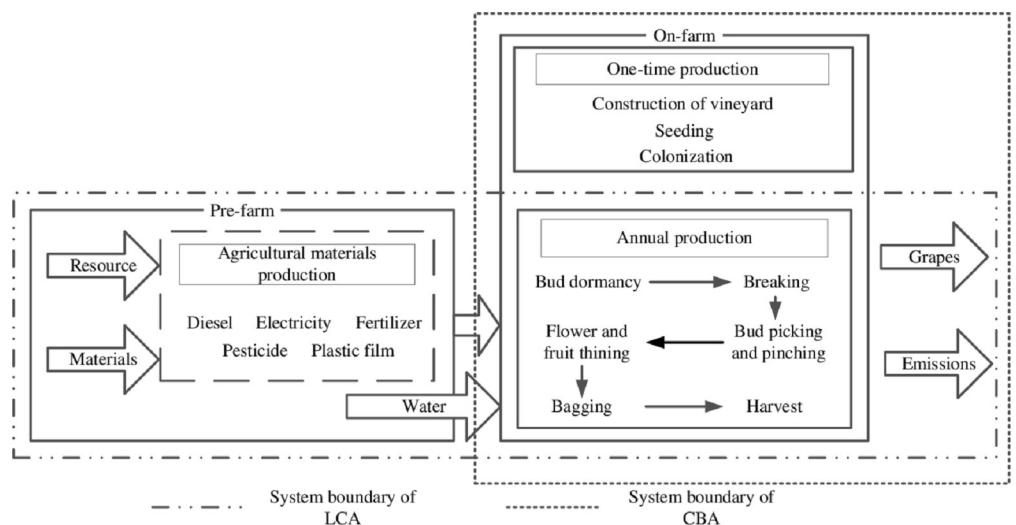 On-farm
One-time production
Construction of vineyard
Seeding
Colonization
Pre-farm
Resource
Materials
Agricultural materials
production
Diesel Electricity Fertilizer
Pesticide Plastic film
Water
Annual production
Bud dormancy Breaking
Flower and
fruit thining
Bud picking
and pinching
Bagging Harvest
Grapes
Emissions
System boundary of
LCA
System boundary of
CBA